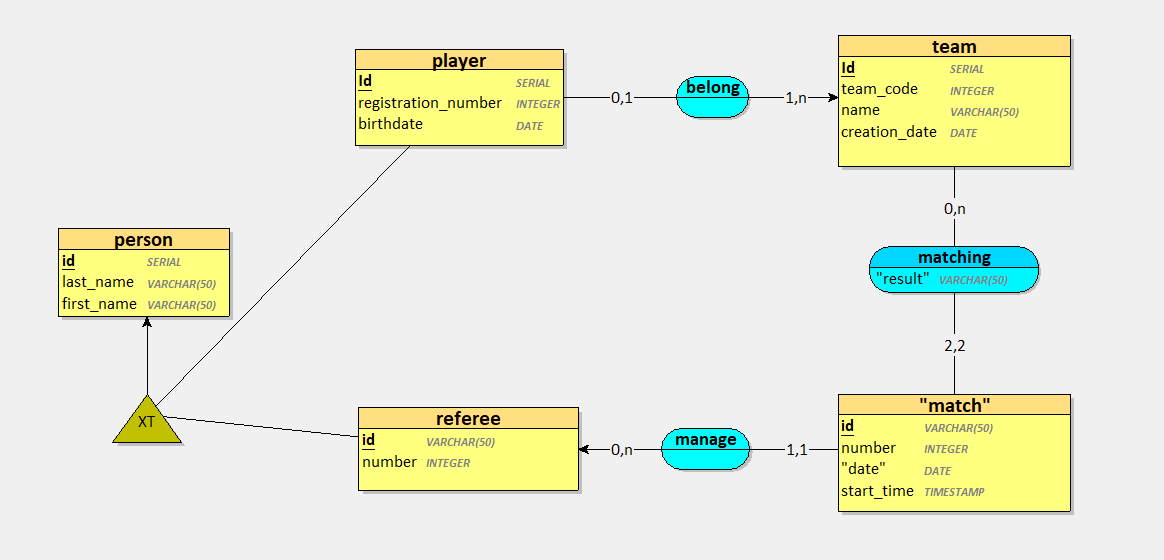 player
Id SERIAL
registration_number INTEGER
birthdate DATE
0,1
belong
1,n
team
Id SERIAL
team_code INTEGER
name VARCHAR(50)
creation_date DATE
0,n
matching
"result" VARCHAR(50)
2,2
person
id SERIAL
last_name VARCHAR(50)
first_name VARCHAR(50)
XT
referee
id VARCHAR(50)
number INTEGER
0,n
manage
1,1
"match"
id VARCHAR(50)
number INTEGER
"date" DATE
start_time TIMESTAMP